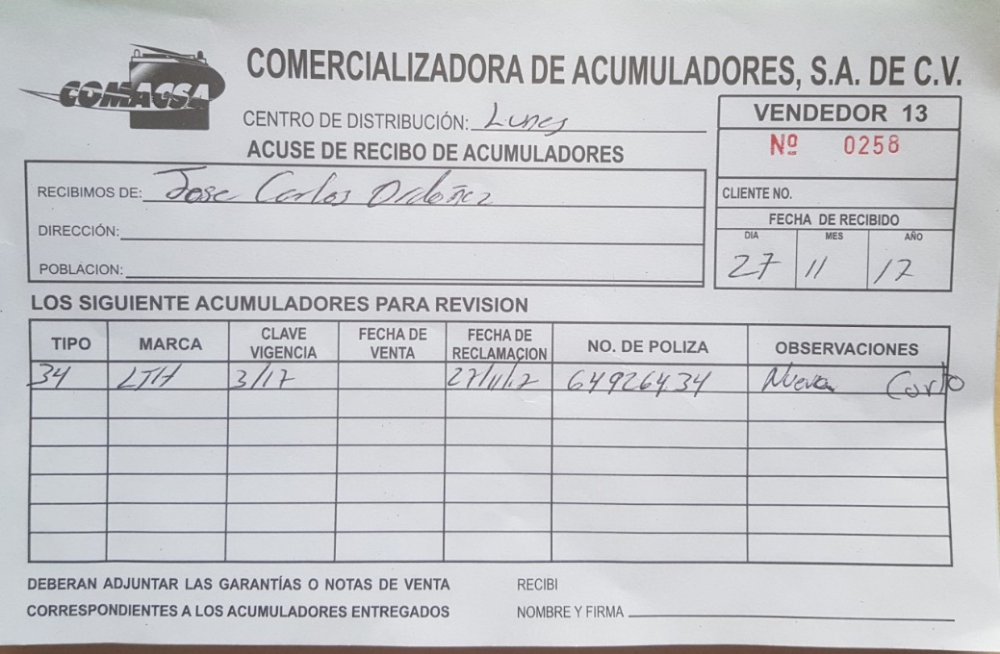 COMACSA
COMERCIALIZADORA DE ACUMULADORES, S.A. DE C.V.
CENTRO DE DISTRIBUCIÓN: Lunes
VENDEDOR 13
Nº 0258
ACUSE DE RECIBO DE ACUMULADORES
RECIBIMOS DE: Jose Carlos Ordóñez
CLIENTE NO.
DIRECCIÓN:
FECHA DE RECIBIDO
DIA MES AÑO
27 11 17
POBLACION:
LOS SIGUIENTE ACUMULADORES PARA REVISION
TIPO MARCA CLAVE VIGENCIA FECHA DE VENTA FECHA DE RECLAMACION NO. DE POLIZA OBSERVACIONES
34 LTH 3/17 27/11/17 64926434 Nueva Corto
DEBERAN ADJUNTAR LAS GARANTÍAS O NOTAS DE VENTA RECIBI
CORRESPONDIENTES A LOS ACUMULADORES ENTREGADOS NOMBRE Y FIRMA